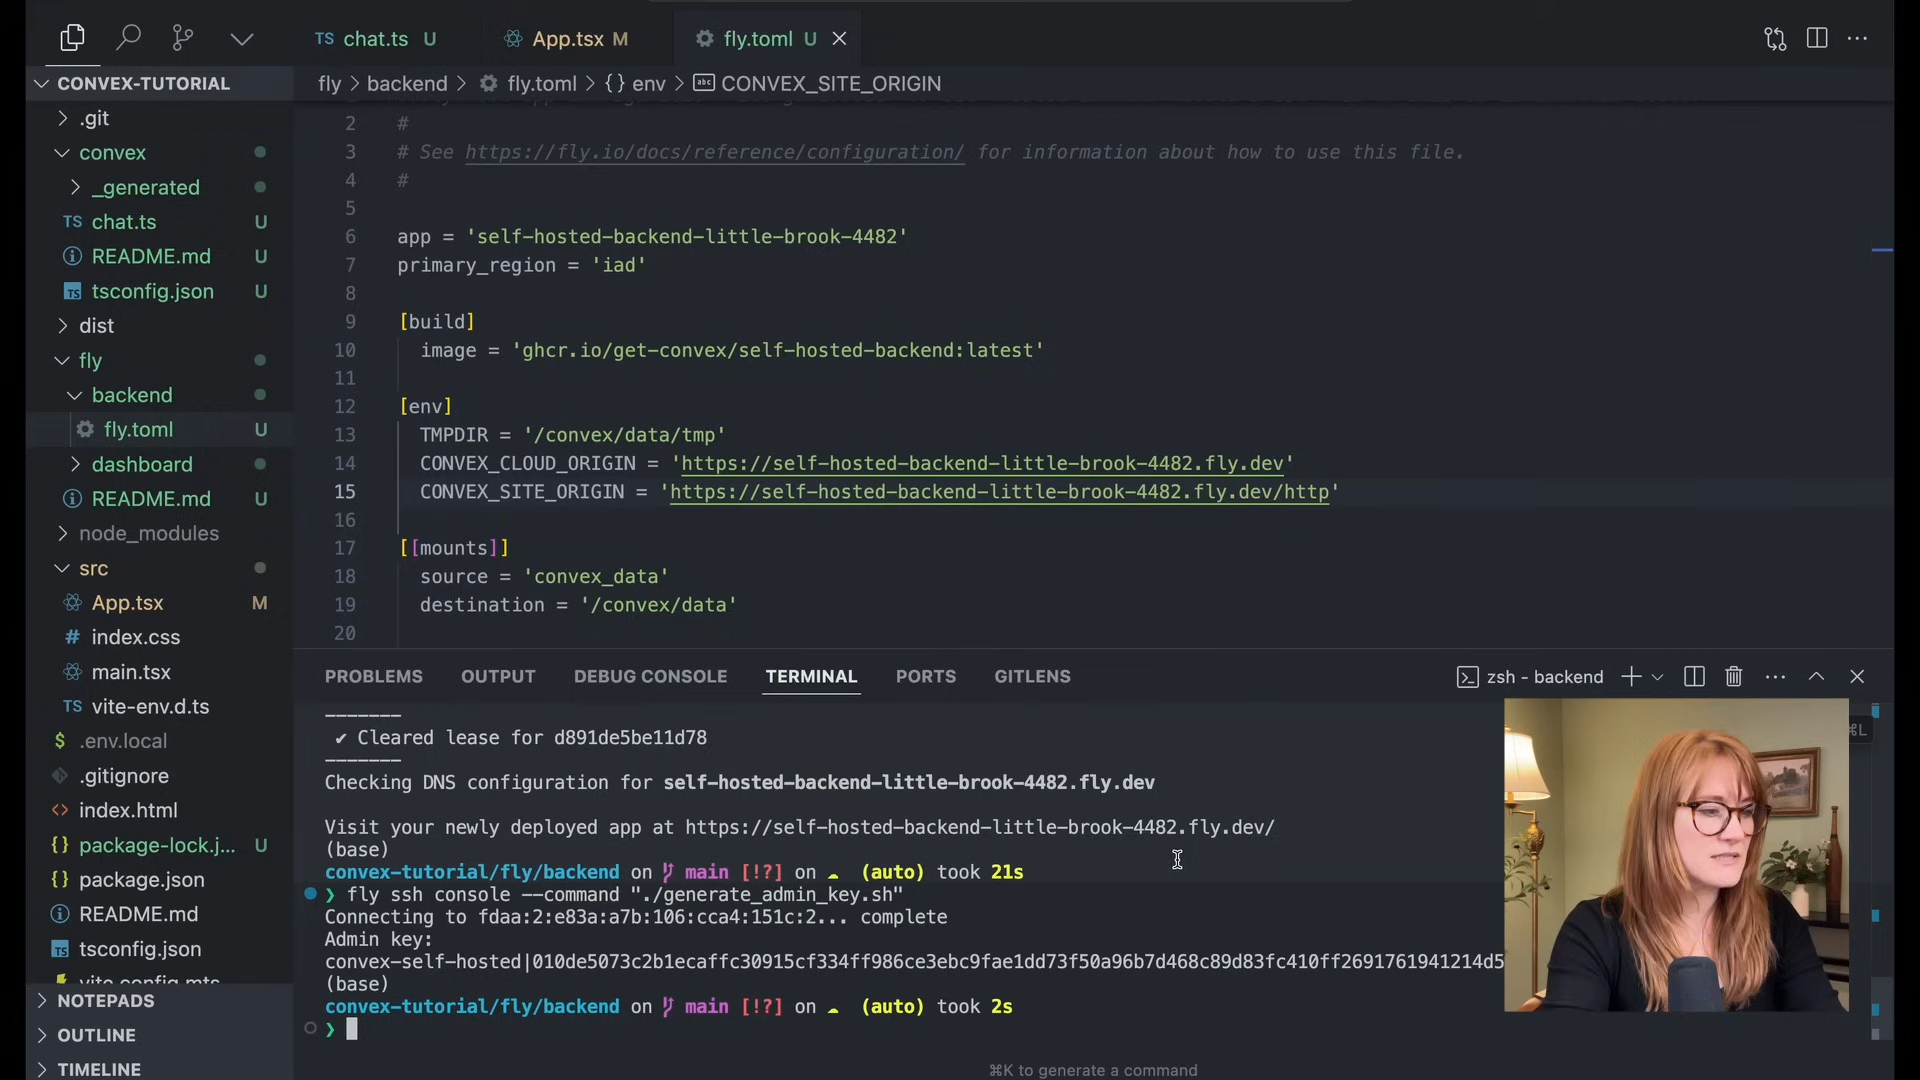 TS chat.ts U
App.tsx M
fly.toml U
CONVEX-TUTORIAL
fly > backend > fly.toml > {} env > abc CONVEX_SITE_ORIGIN
.git
convex
_generated
TS chat.ts U
README.md U
TS tsconfig.json U
dist
fly
backend
fly.toml U
dashboard
README.md U
node_modules
src
App.tsx M
# index.css
main.tsx
TS vite-env.d.ts
$ .env.local
.gitignore
<> index.html
{} package-lock.j... U
{} package.json
README.md
TS tsconfig.json
vite.config.mts
NOTEPADS
OUTLINE
TIMELINE
2 #
3 # See https://fly.io/docs/reference/configuration/ for information about how to use this file.
4 #
5
6 app = 'self-hosted-backend-little-brook-4482'
7 primary_region = 'iad'
8
9 [build]
10 image = 'ghcr.io/get-convex/self-hosted-backend:latest'
11
12 [env]
13 TMPDIR = '/convex/data/tmp'
14 CONVEX_CLOUD_ORIGIN = 'https://self-hosted-backend-little-brook-4482.fly.dev'
15 CONVEX_SITE_ORIGIN = 'https://self-hosted-backend-little-brook-4482.fly.dev/http'
16
17 [[mounts]]
18 source = 'convex_data'
19 destination = '/convex/data'
20
PROBLEMS OUTPUT DEBUG CONSOLE TERMINAL PORTS GITLENS
zsh - backend
⌘L
-------
✔ Cleared lease for d891de5be11d78
-------
Checking DNS configuration for self-hosted-backend-little-brook-4482.fly.dev
Visit your newly deployed app at https://self-hosted-backend-little-brook-4482.fly.dev/
(base)
convex-tutorial/fly/backend on main [!?] on (auto) took 21s
❯ fly ssh console --command "./generate_admin_key.sh"
Connecting to fdaa:2:e83a:a7b:106:cca4:151c:2... complete
Admin key:
convex-self-hosted|010de5073c2b1ecaffc30915cf334ff986ce3ebc9fae1dd73f50a96b7d468c89d83fc410ff2691761941214d5
(base)
convex-tutorial/fly/backend on main [!?] on (auto) took 2s
❯
⌘K to generate a command